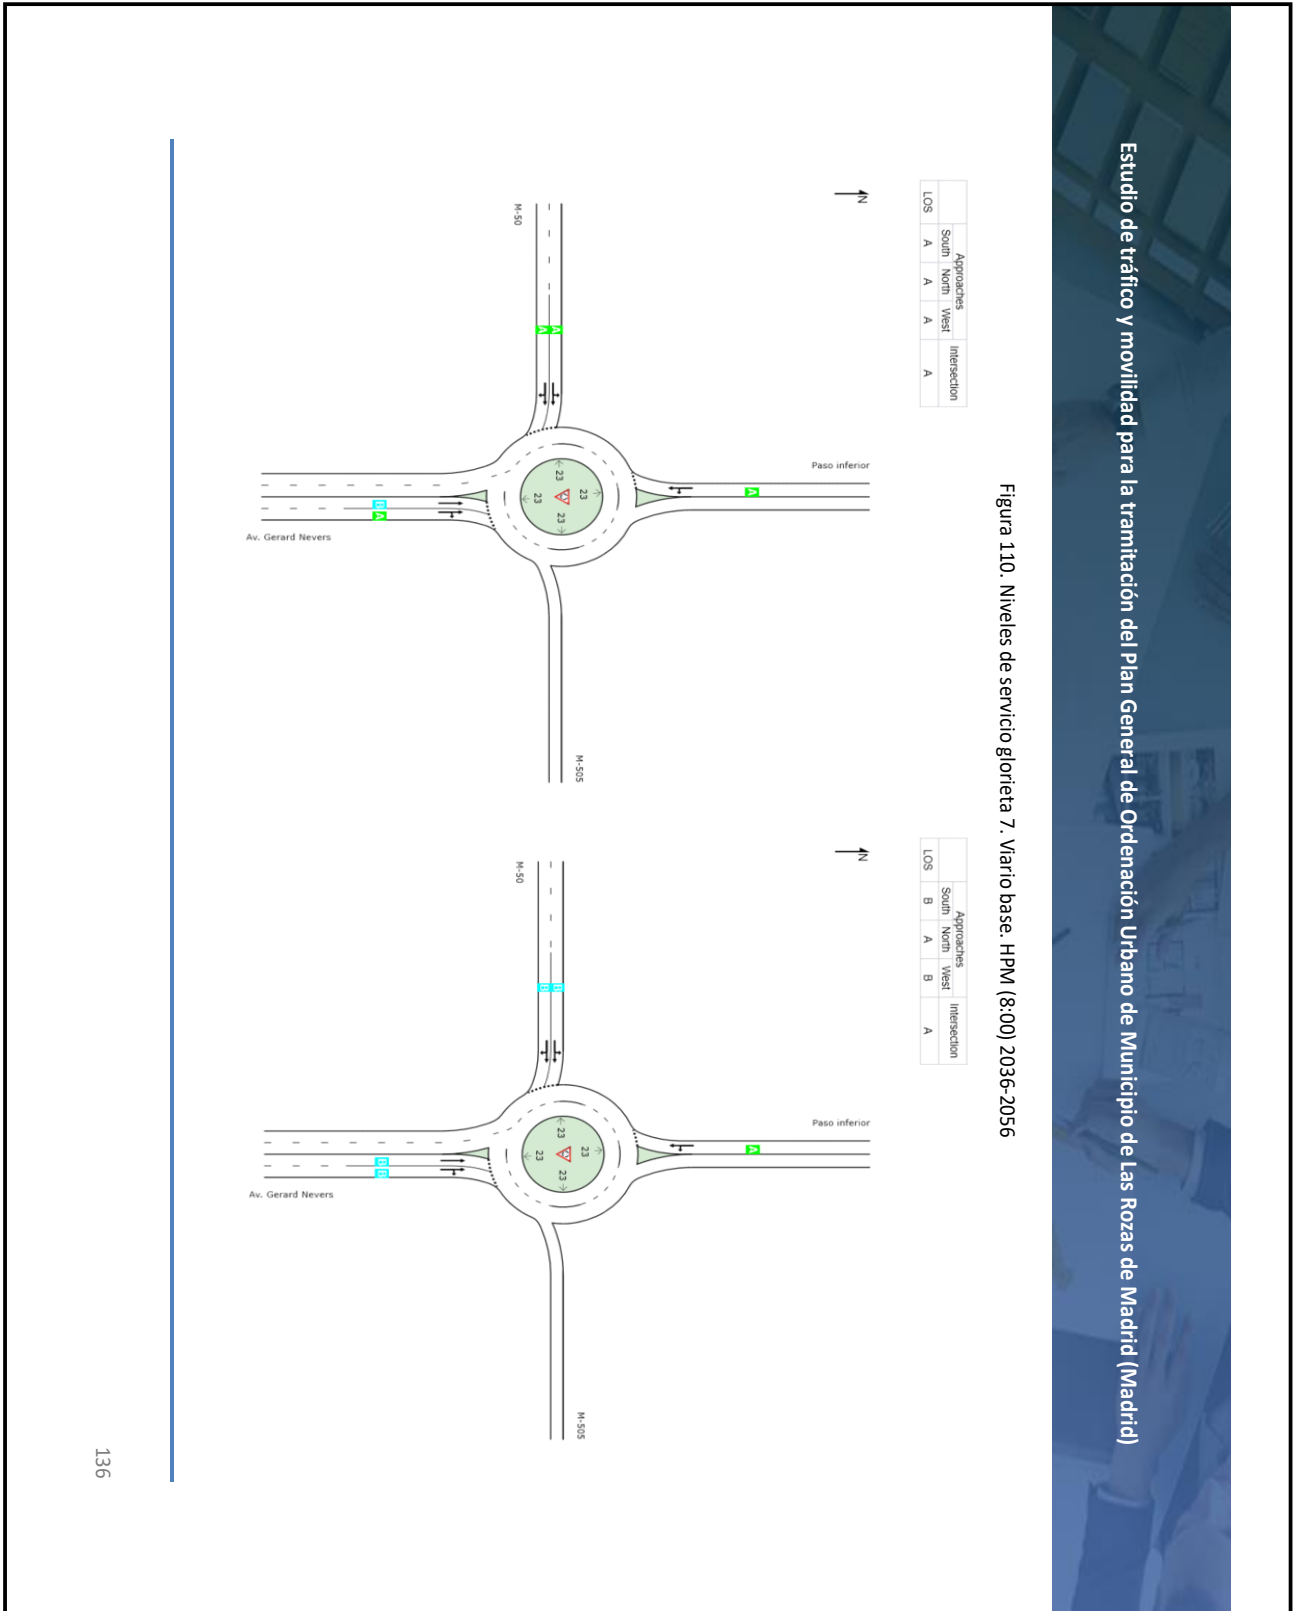 Estudio de tráfico y movilidad para la tramitación del Plan General de Ordenación Urbano de Municipio de Las Rozas de Madrid (Madrid)
Figura 110. Niveles de servicio glorieta 7. Viario base. HPM (8:00) 2036-2056
Approaches Intersection
South North West
LOS A A A A
N
Paso inferior
A
M-50
A
A
23
23
23
23
M-505
B
A
Av. Gerard Nevers
Approaches Intersection
South North West
LOS B A B A
N
Paso inferior
A
M-50
B
B
23
23
23
23
M-505
B
B
Av. Gerard Nevers
136